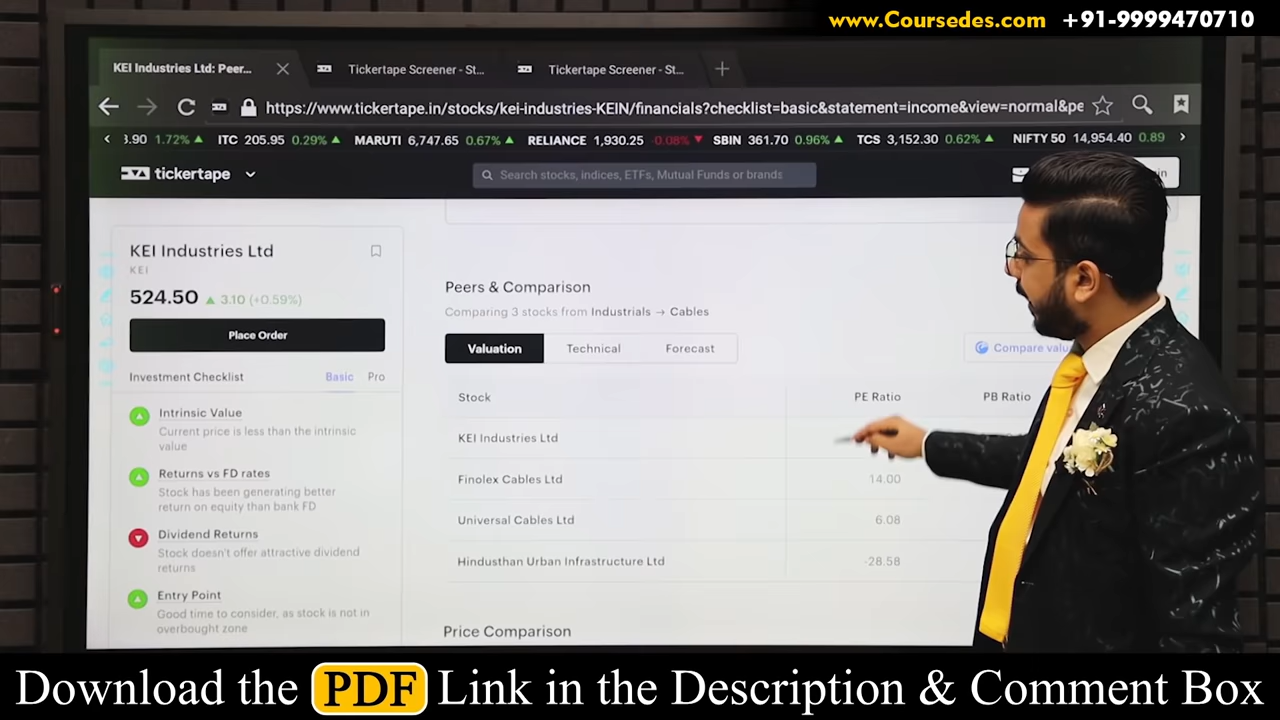 www.Coursedes.com +91-9999470710
KEI Industries Ltd: Peer...
Tickertape Screener - St...
Tickertape Screener - St...
https://www.tickertape.in/stocks/kei-industries-KEIN/financials?checklist=basic&statement=income&view=normal&pe
3.90 1.72% ITC 205.95 0.29% MARUTI 6,747.65 0.67% RELIANCE 1,930.25 -0.08% SBIN 361.70 0.96% TCS 3,152.30 0.62% NIFTY 50 14,954.40 0.89
tickertape
Search stocks, indices, ETFs, Mutual Funds or brands
KEI Industries Ltd
KEI
524.50 3.10 (+0.59%)
Place Order
Investment Checklist Basic Pro
Intrinsic Value
Current price is less than the intrinsic
value
Returns vs FD rates
Stock has been generating better
return on equity than bank FD
Dividend Returns
Stock doesn't offer attractive dividend
returns
Entry Point
Good time to consider, as stock is not in
overbought zone
Peers & Comparison
Comparing 3 stocks from Industrials → Cables
Valuation Technical Forecast
Compare valu
Stock PE Ratio PB Ratio
KEI Industries Ltd
Finolex Cables Ltd 14.00
Universal Cables Ltd 6.08
Hindusthan Urban Infrastructure Ltd -28.58
Price Comparison
Download the PDF Link in the Description & Comment Box